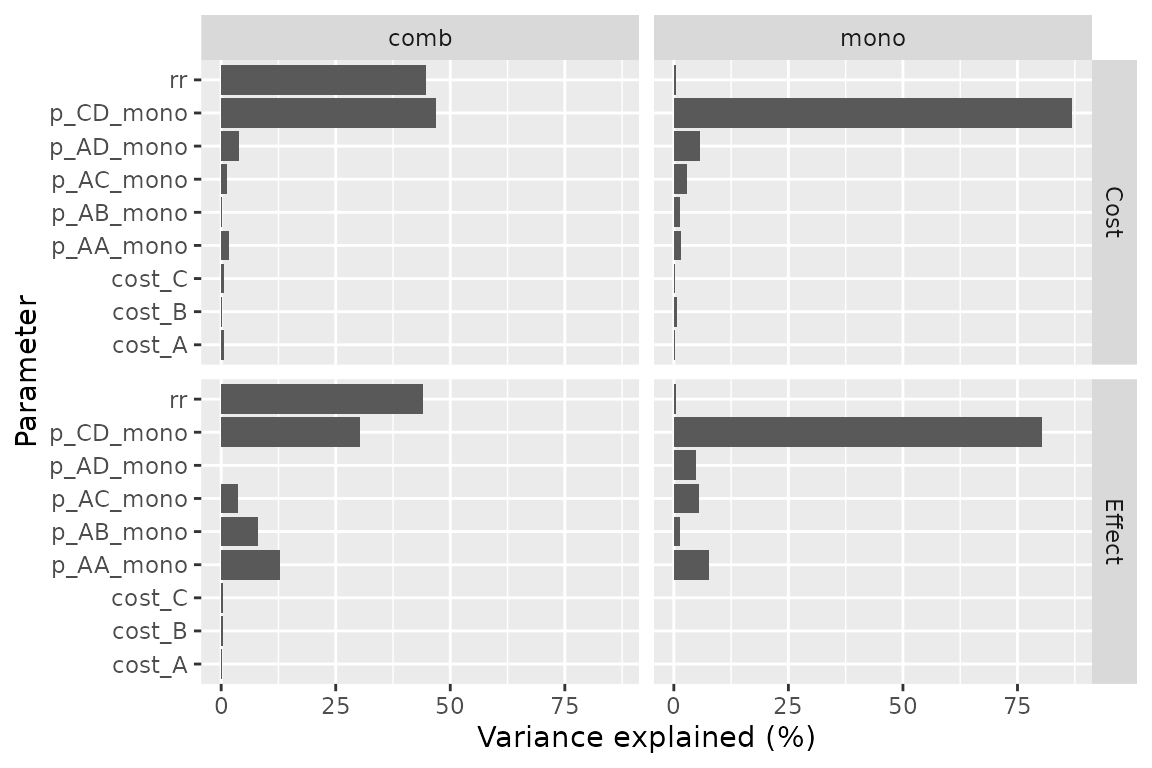 comb
mono
rr
p_CD_mono
p_AD_mono
p_AC_mono
p_AB_mono
p_AA_mono
cost_C
cost_B
cost_A
Cost
rr
p_CD_mono
p_AD_mono
p_AC_mono
p_AB_mono
p_AA_mono
cost_C
cost_B
cost_A
Effect
Parameter
0 25 50 75
0 25 50 75
Variance explained (%)